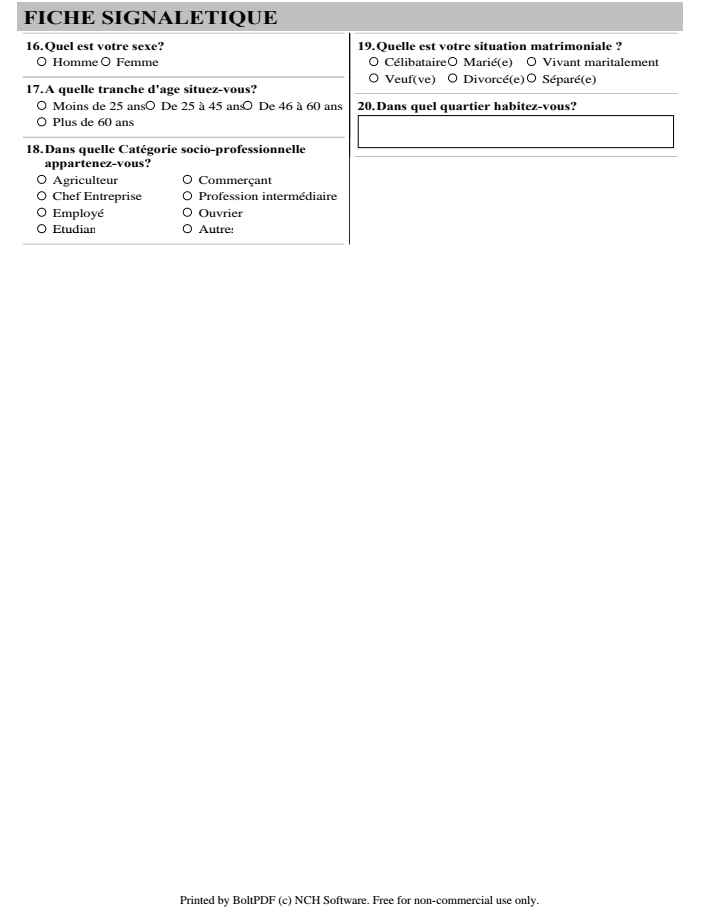 FICHE SIGNALETIQUE
16. Quel est votre sexe?
Homme Femme
17. A quelle tranche d'age situez-vous?
Moins de 25 ans De 25 à 45 ans De 46 à 60 ans
Plus de 60 ans
18. Dans quelle Catégorie socio-professionnelle
appartenez-vous?
Agriculteur Commerçant
Chef Entreprise Profession intermédiaire
Employé Ouvrier
Etudian Autres
19. Quelle est votre situation matrimoniale ?
Célibataire Marié(e) Vivant maritalement
Veuf(ve) Divorcé(e) Séparé(e)
20. Dans quel quartier habitez-vous?
Printed by BoltPDF (c) NCH Software. Free for non-commercial use only.